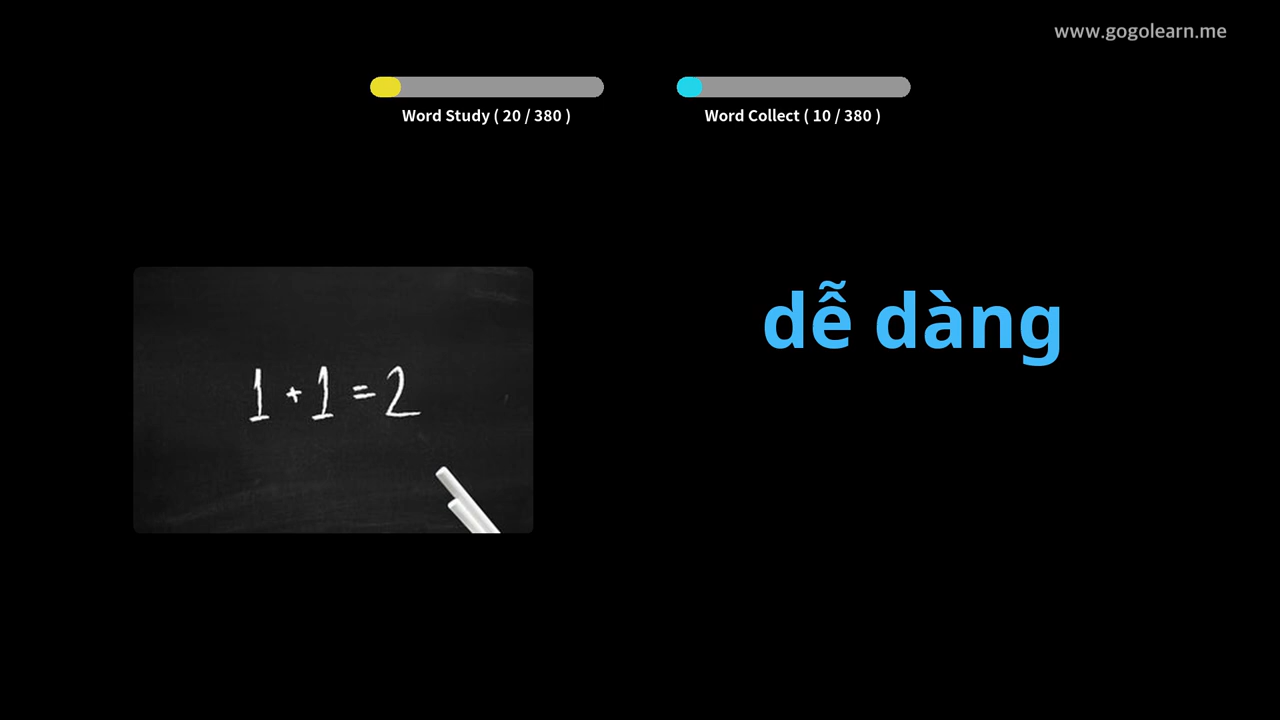 www.gogolearn.me
Word Study ( 20 / 380 )
Word Collect ( 10 / 380 )
dễ dàng
1 + 1 = 2